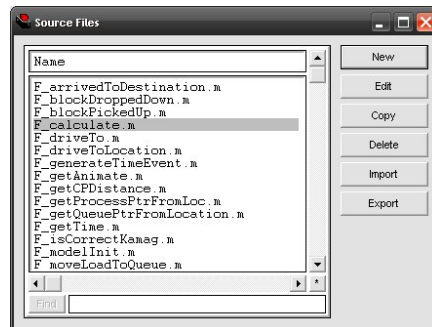 Source Files
Name
F_arrivedToDestination.m
F_blockDroppedDown.m
F_blockPickedUp.m
F_calculate.m
F_driveTo.m
F_driveToLocation.m
F_generateTimeEvent.m
F_getAnimate.m
F_getCPDistance.m
F_getProcessPtrFromLoc.m
F_getQueuePtrFromLocation.m
F_getTime.m
F_isCorrectKamag.m
F_modelInit.m
F_moveLoadToQueue.m
*
Find
New
Edit
Copy
Delete
Import
Export